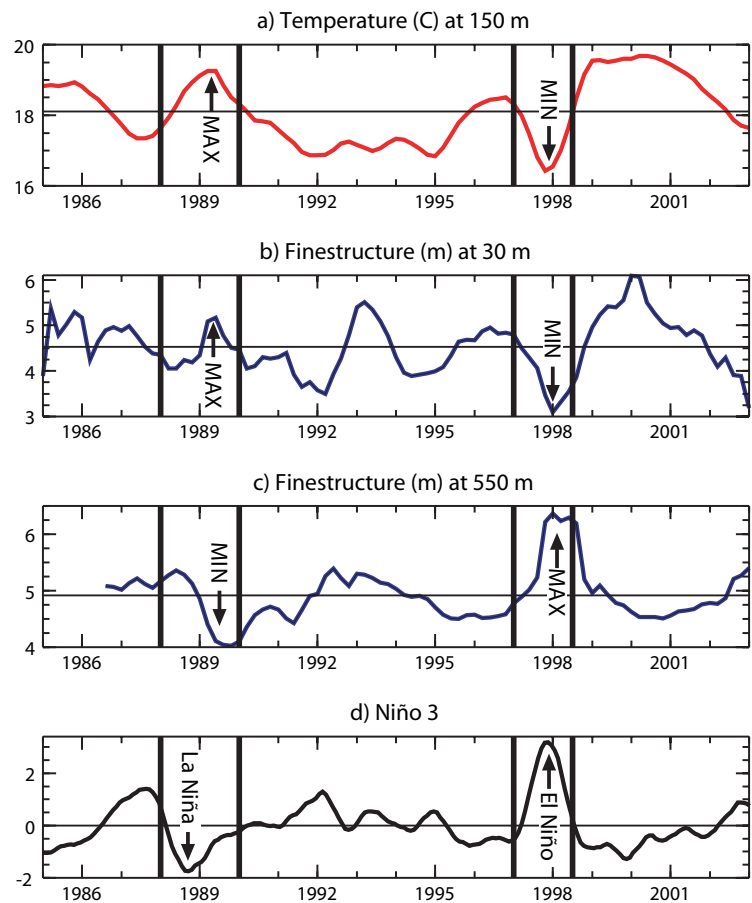 a) Temperature (C) at 150 m
20
18
16
MAX
MIN
1986 1989 1992 1995 1998 2001
b) Finestructure (m) at 30 m
6
5
4
3
MAX
MIN
1986 1989 1992 1995 1998 2001
c) Finestructure (m) at 550 m
6
5
4
MIN
MAX
1986 1989 1992 1995 1998 2001
d) Niño 3
2
0
-2
La Niña
El Niño
1986 1989 1992 1995 1998 2001